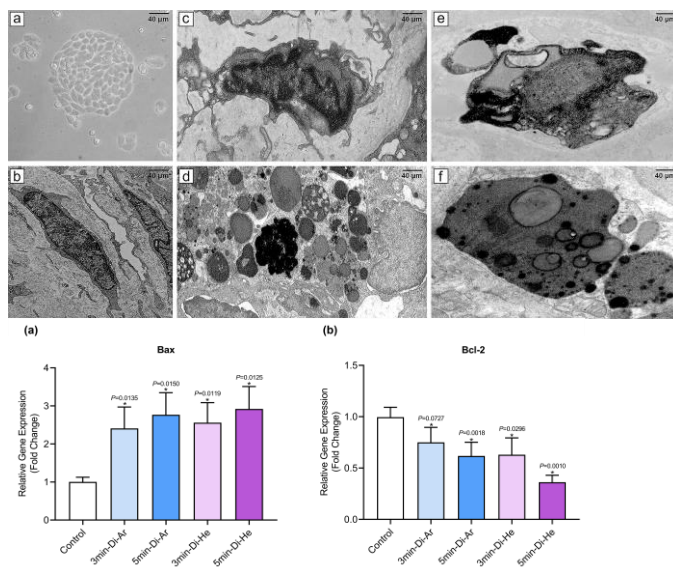 a
40 µm
c
40 µm
e
40 µm
b
40 µm
d
40 µm
f
40 µm
(a)
Bax
Relative Gene Expression
(Fold Change)
4
3
2
1
0
P=0.0135
*
P=0.0150
*
P=0.0119
*
P=0.0125
*
Control
3min-Di-Ar
5min-Di-Ar
3min-Di-He
5min-Di-He
(b)
Bcl-2
Relative Gene Expression
(Fold Change)
1.5
1.0
0.5
0.0
P=0.0727
*
P=0.0018
*
P=0.0296
*
P=0.0010
*
Control
3min-Di-Ar
5min-Di-Ar
3min-Di-He
5min-Di-He